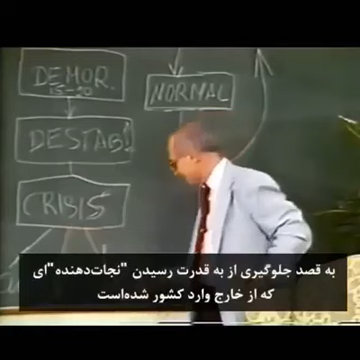 DEMOR.
15-20
NORMAL
DESTAB!
CRISIS
به قصد جلوگیری از به قدرت رسیدن "نجات‌دهنده"ای
که از خارج وارد کشور شده‌است